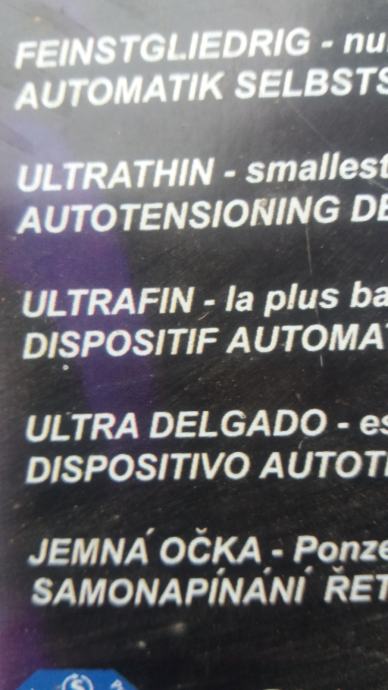 FEINSTGLIEDRIG - nu
AUTOMATIK SELBSTS
ULTRATHIN - smallest
AUTOTENSIONING DE
ULTRAFIN - la plus ba
DISPOSITIF AUTOMA
ULTRA DELGADO - es
DISPOSITIVO AUTOT
JEMNÁ OČKA - Ponze
SAMONAPÍNÁNÍ ŘET